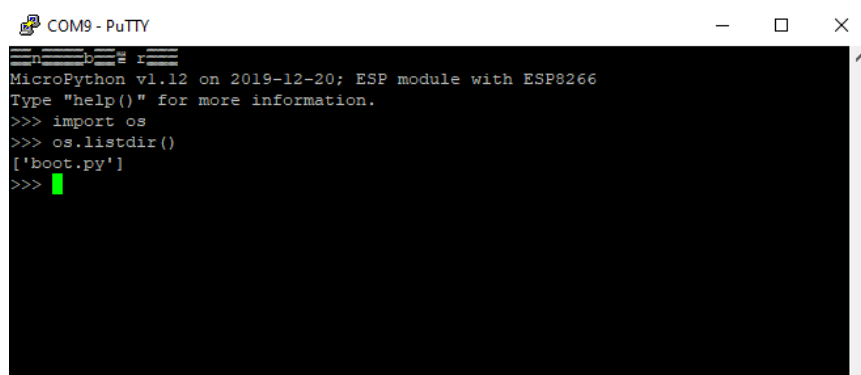 COM9 - PuTTY
MicroPython v1.12 on 2019-12-20; ESP module with ESP8266
Type "help()" for more information.
>>> import os
>>> os.listdir()
['boot.py']
>>>